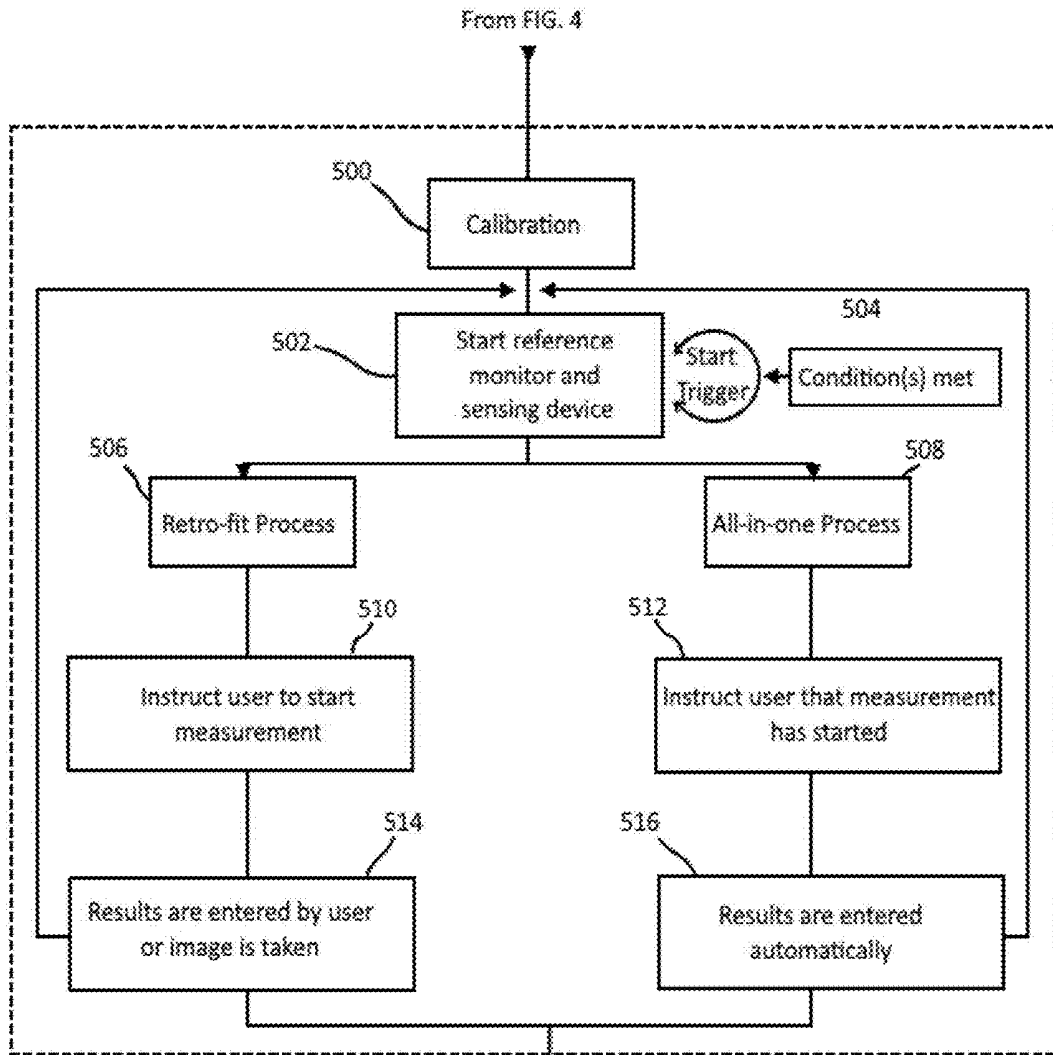 From FIG. 4
500
Calibration
504
502
Start reference
monitor and
sensing device
Start
Trigger
Condition(s) met
506
508
Retro-fit Process
All-in-one Process
510
512
Instruct user to start
measurement
Instruct user that measurement
has started
514
516
Results are entered by user
or image is taken
Results are entered
automatically